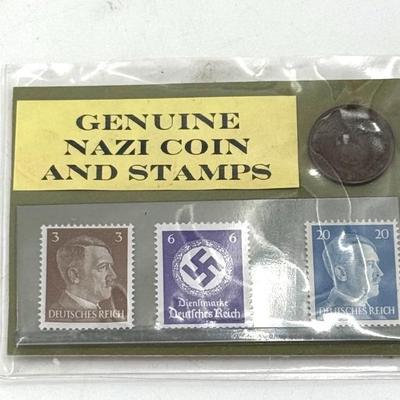 GENUINE
NAZI COIN
AND STAMPS
3 3
DEUTSCHES REICH
6 6
Dienstmarke
Deutsches Reich
20 20
DEUTSCHES REICH